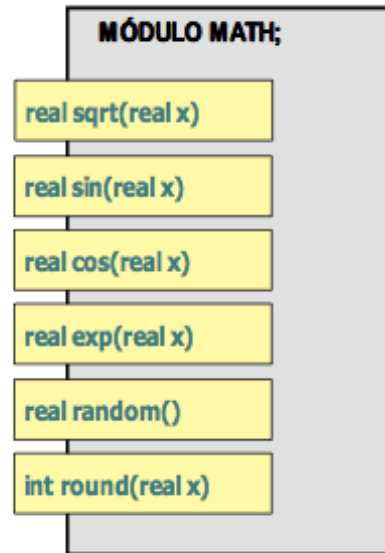 MÓDULO MATH;
real sqrt(real x)
real sin(real x)
real cos(real x)
real exp(real x)
real random()
int round(real x)